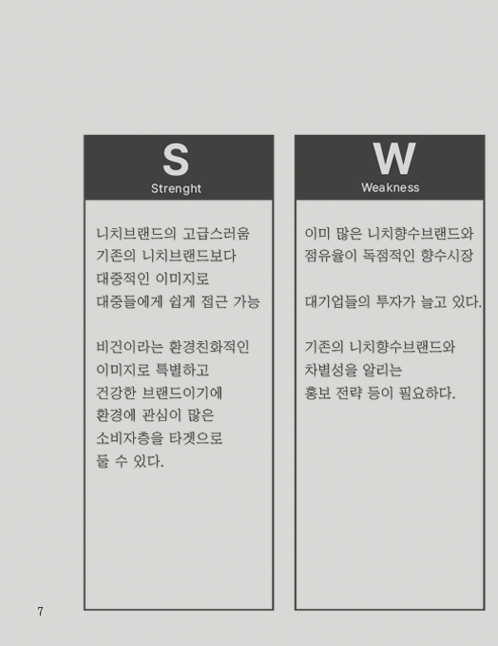 S
Strenght
니치브랜드의 고급스러움
기존의 니치브랜드보다
대중적인 이미지로
대중들에게 쉽게 접근 가능
비건이라는 환경친화적인
이미지로 특별하고
건강한 브랜드이기에
환경에 관심이 많은
소비자층을 타겟으로
둘 수 있다.
W
Weakness
이미 많은 니치향수브랜드와
점유율이 독점적인 향수시장
대기업들의 투자가 늘고 있다.
기존의 니치향수브랜드와
차별성을 알리는
홍보 전략 등이 필요하다.
7